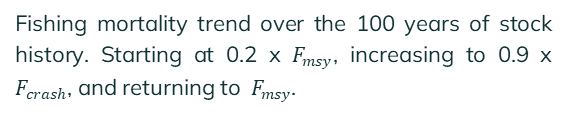 Fishing mortality trend over the 100 years of stock
history. Starting at 0.2 x Fmsy, increasing to 0.9 x
Fcrash, and returning to Fmsy.